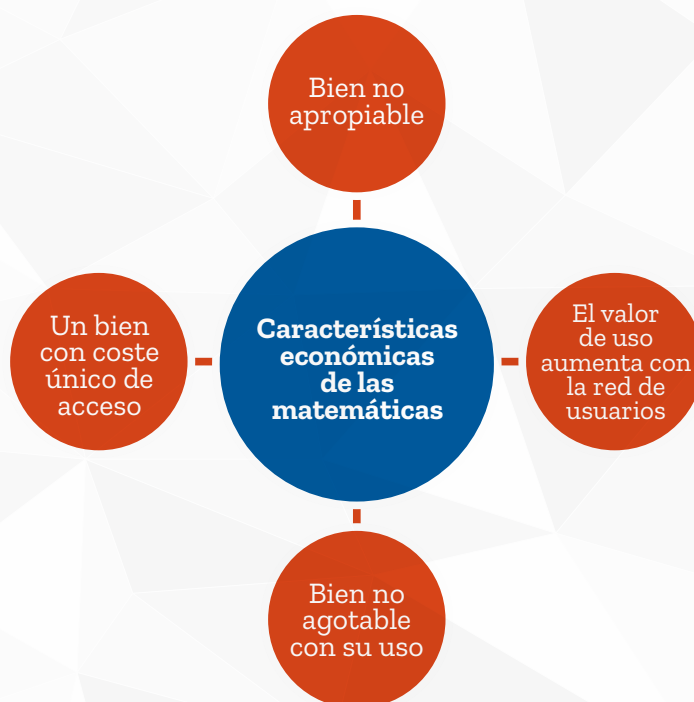 Bien no
apropiable
Un bien
con coste
único de
acceso
Características
económicas
de las
matemáticas
El valor
de uso
aumenta con
la red de
usuarios
Bien no
agotable
con su uso